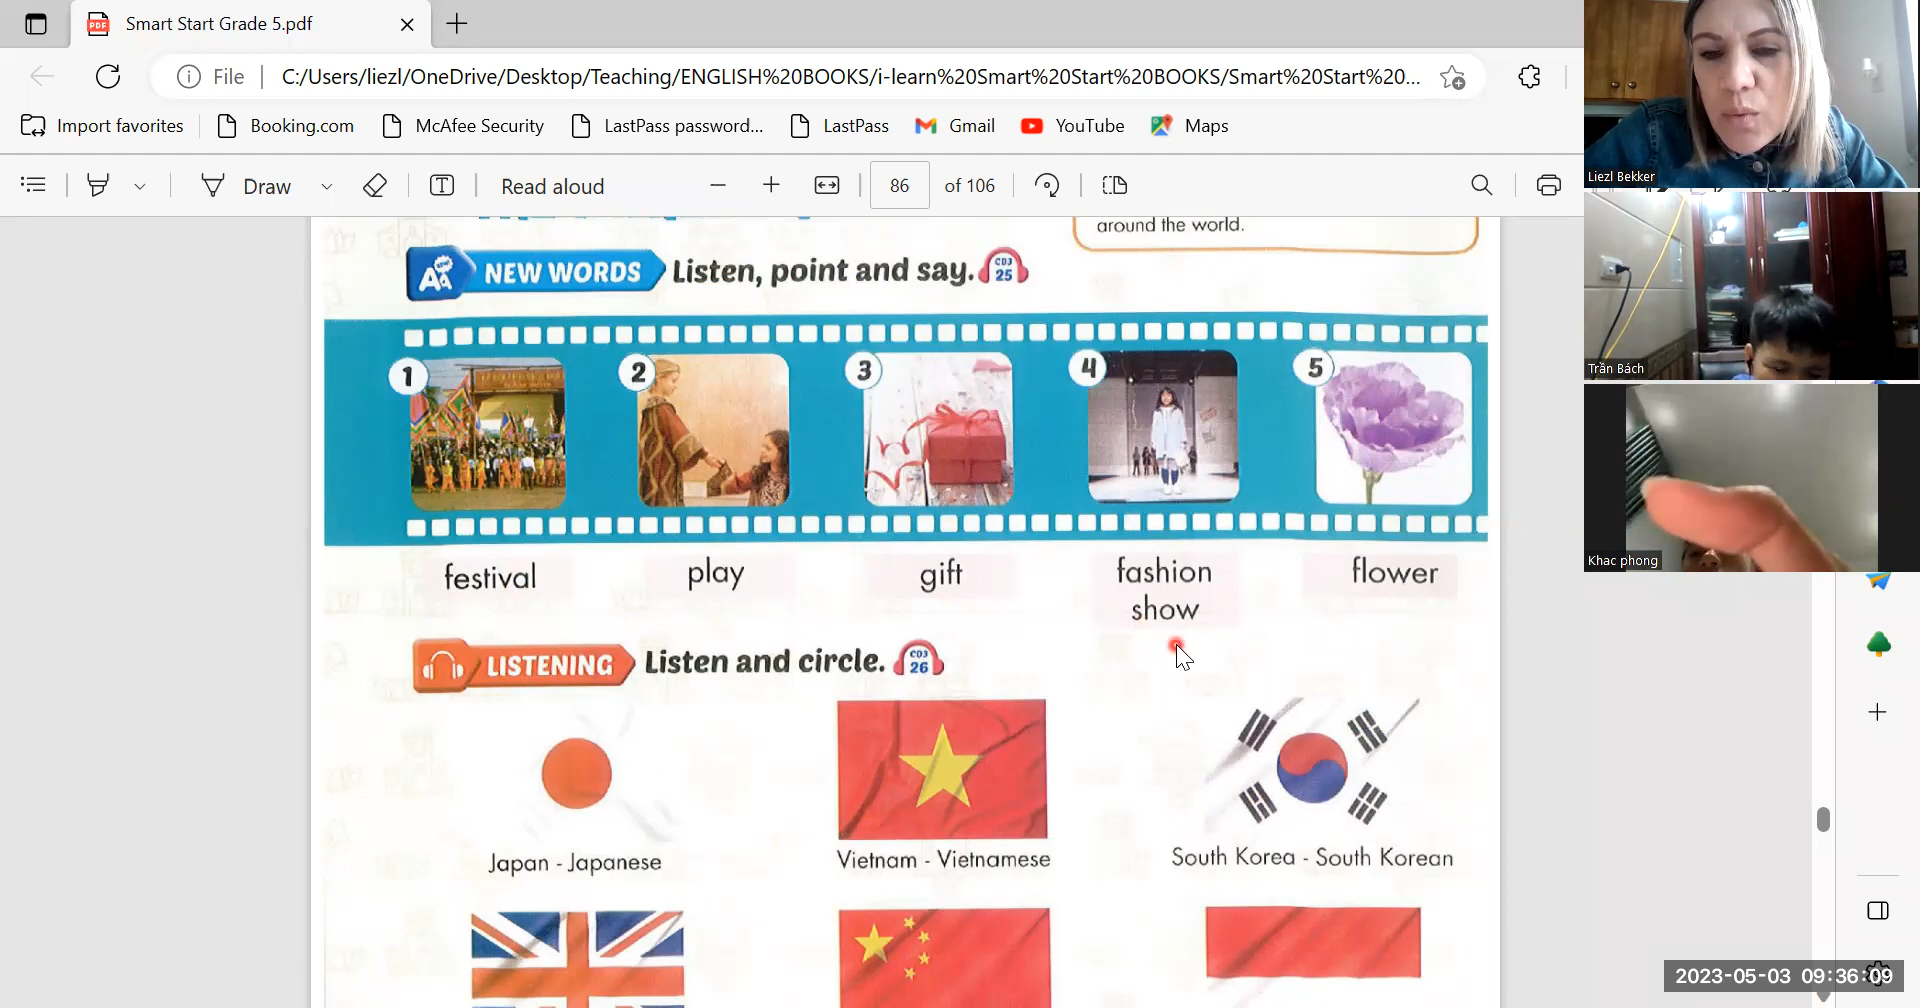 Smart Start Grade 5.pdf
File
C:/Users/liezl/OneDrive/Desktop/Teaching/ENGLISH%20BOOKS/i-learn%20Smart%20Start%20BOOKS/Smart%20Start%20...
Import favorites
Booking.com
McAfee Security
LastPass password...
LastPass
Gmail
YouTube
Maps
Draw
Read aloud
86
of 106
around the world.
NEW WORDS Listen, point and say. CD3 25
1
2
3
4
5
festival
play
gift
fashion
show
flower
LISTENING Listen and circle. CD3 26
Japan - Japanese
Vietnam - Vietnamese
South Korea - South Korean
Liezl Bekker
Trần Bách
Khac phong
2023-05-03 09:36:09